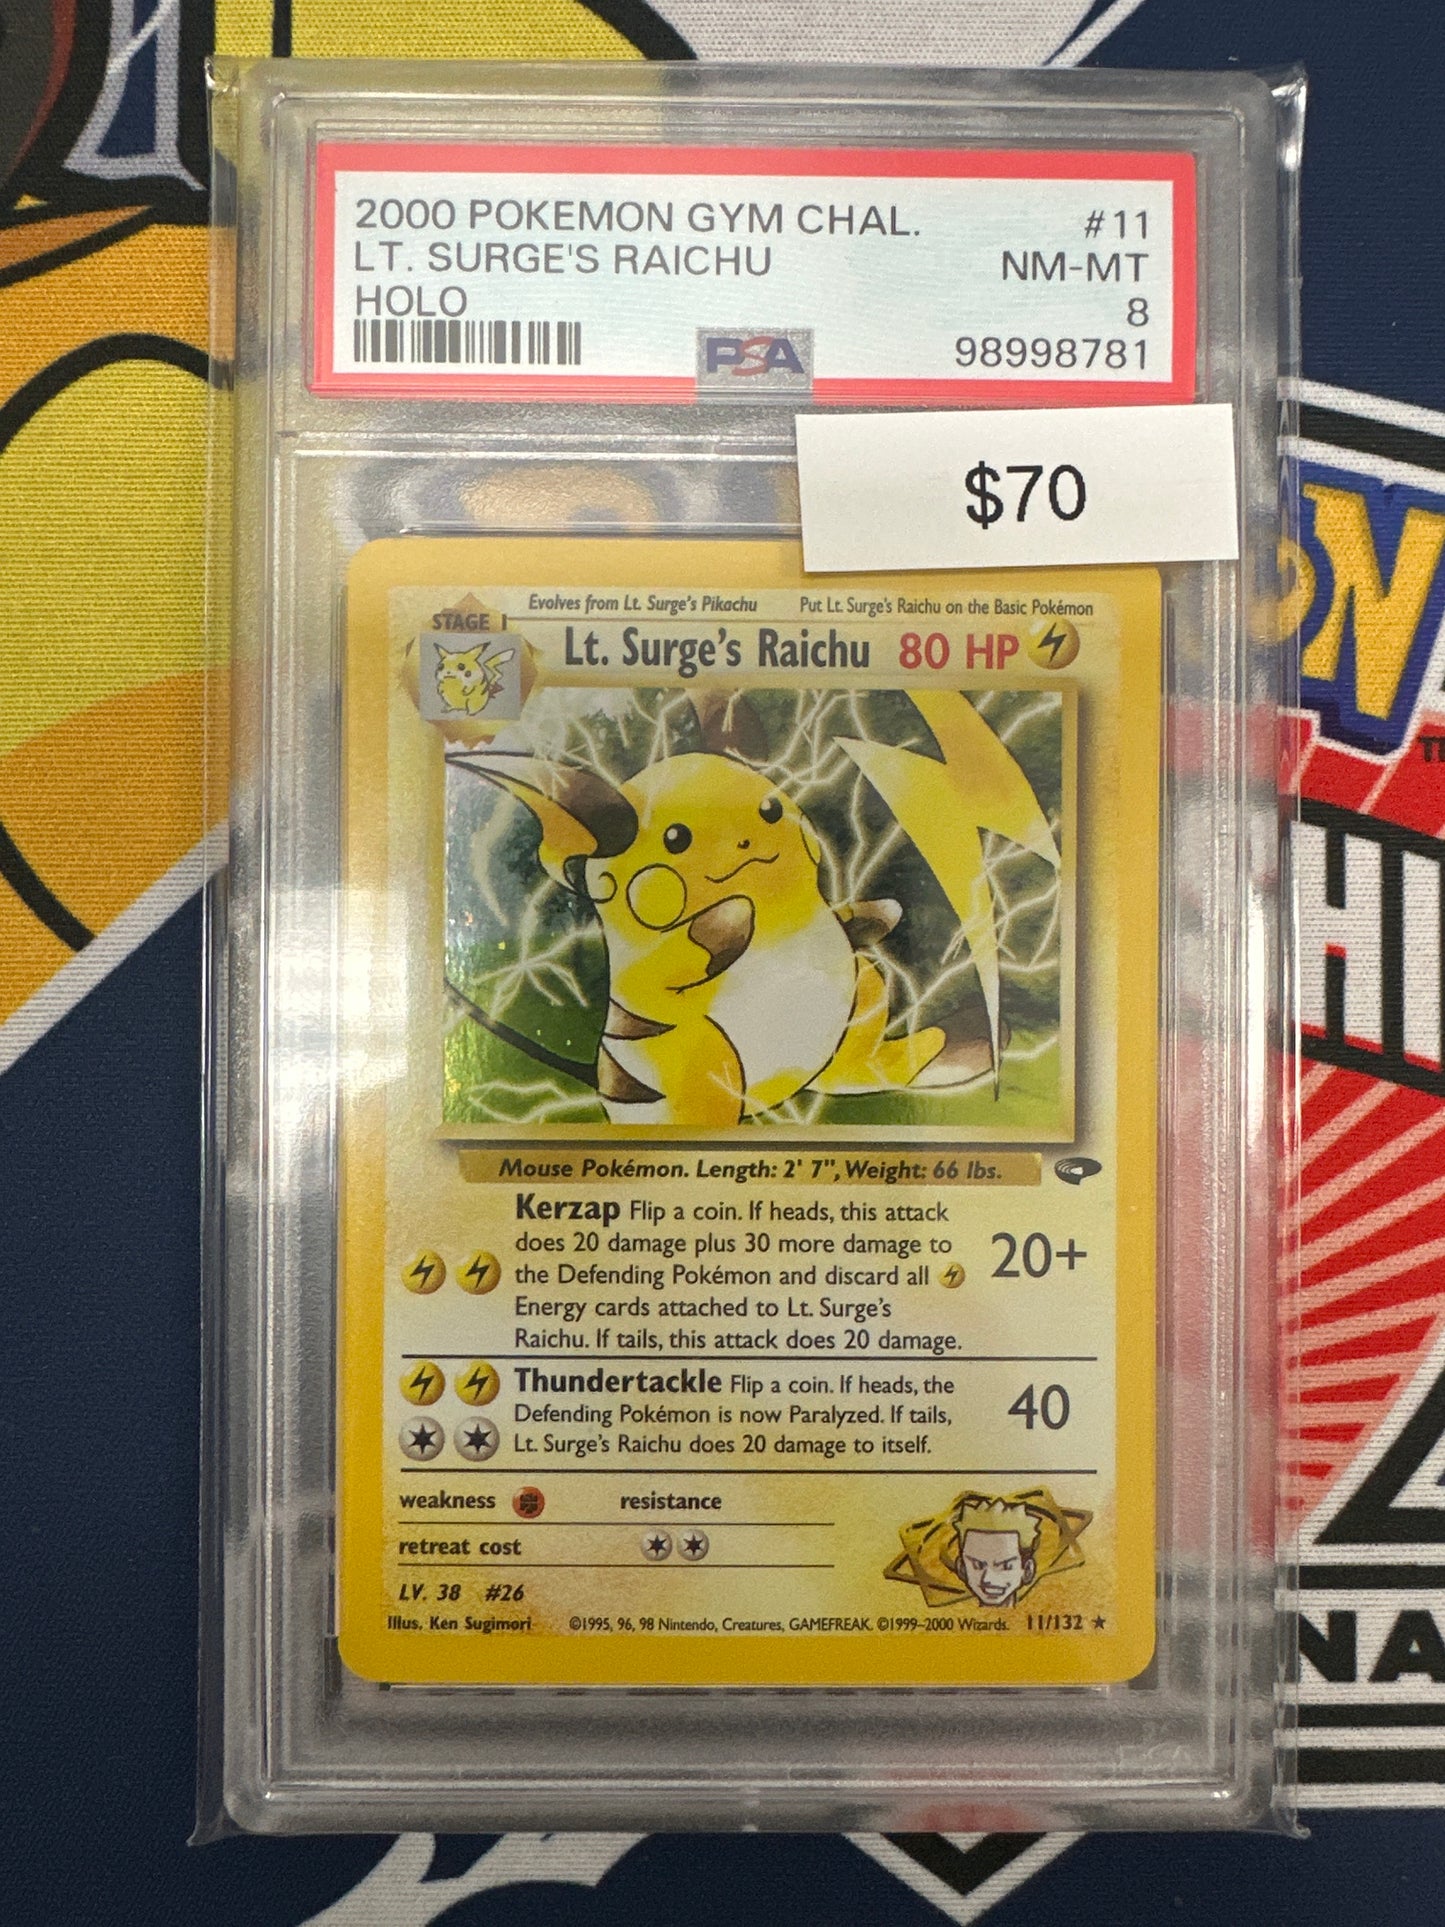 2000 POKEMON GYM CHAL. #11
LT. SURGE'S RAICHU NM-MT
HOLO 8
98998781
PSA
$70
Evolves from Lt. Surge's Pikachu Put Lt. Surge's Raichu on the Basic Pokémon
STAGE 1
Lt. Surge's Raichu 80 HP
Mouse Pokémon. Length: 2' 7", Weight: 66 lbs.
Kerzap Flip a coin. If heads, this attack
does 20 damage plus 30 more damage to
the Defending Pokémon and discard all
Energy cards attached to Lt. Surge's
Raichu. If tails, this attack does 20 damage.
20+
Thundertackle Flip a coin. If heads, the
Defending Pokémon is now Paralyzed. If tails,
Lt. Surge's Raichu does 20 damage to itself.
40
weakness resistance
retreat cost
LV. 38 #26
Illus. Ken Sugimori ©1995, 96, 98 Nintendo, Creatures, GAMEFREAK. ©1999-2000 Wizards. 11/132 ★
ON
NA